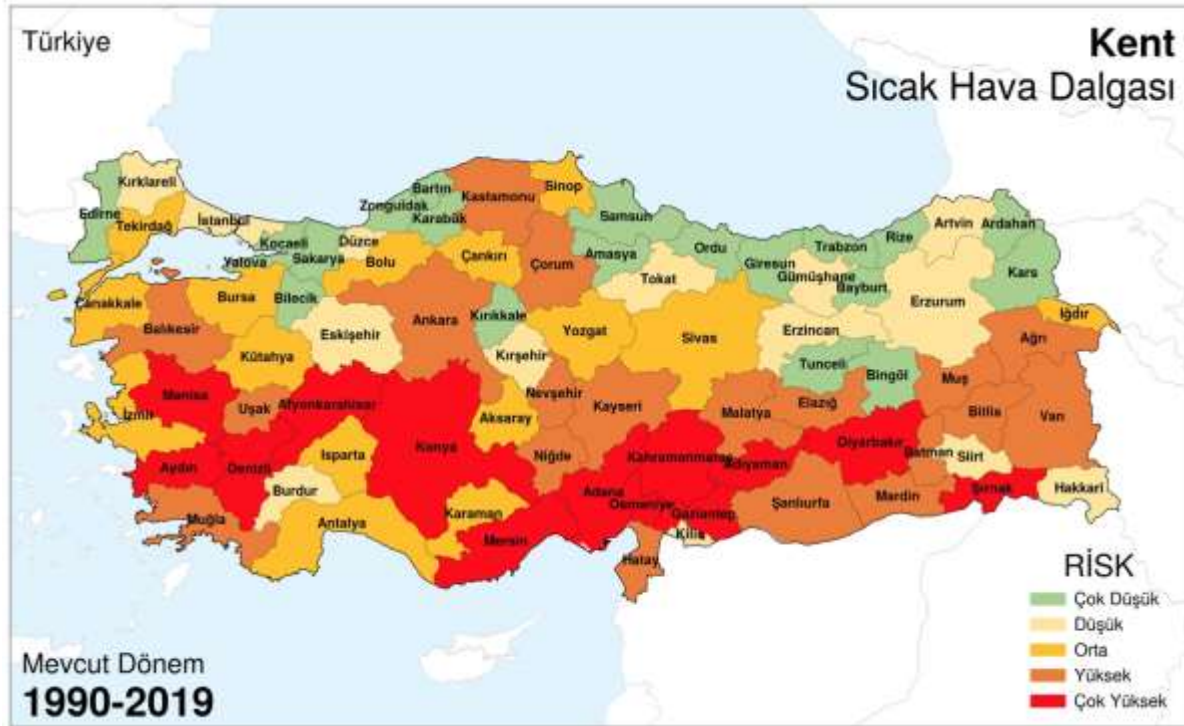 Türkiye
Kent
Sıcak Hava Dalgası
Kırklareli
Edirne
Tekirdağ
İstanbul
Kocaeli
Yalova
Sakarya
Düzce
Bolu
Zonguldak
Bartın
Karabük
Kastamonu
Sinop
Çankırı
Çorum
Samsun
Amasya
Tokat
Ordu
Giresun
Gümüşhane
Trabzon
Bayburt
Rize
Artvin
Ardahan
Kars
Erzurum
Iğdır
Ağrı
Çanakkale
Balıkesir
Bursa
Bilecik
Kütahya
Eskişehir
Ankara
Kırıkkale
Kırşehir
Yozgat
Sivas
Erzincan
Tunceli
Bingöl
Muş
Bitlis
Van
Manisa
İzmir
Uşak
Afyonkarahisar
Konya
Aksaray
Nevşehir
Kayseri
Niğde
Malatya
Elazığ
Diyarbakır
Batman
Siirt
Hakkari
Şırnak
Mardin
Şanlıurfa
Adıyaman
Kahramanmaraş
Gaziantep
Kilis
Osmaniye
Adana
Hatay
Mersin
Karaman
Antalya
Isparta
Burdur
Denizli
Aydın
Muğla
RİSK
Çok Düşük
Düşük
Orta
Yüksek
Çok Yüksek
Mevcut Dönem
1990-2019